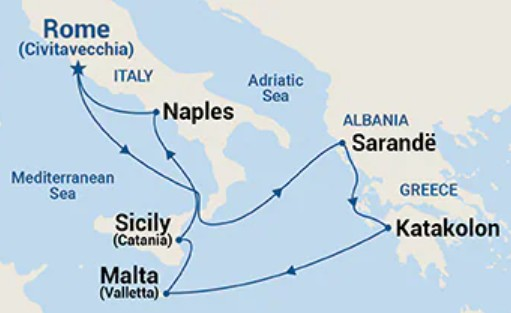 Rome
(Civitavecchia)
ITALY
Adriatic
Sea
Naples
ALBANIA
Sarandë
Mediterranean
Sea
GREECE
Sicily
(Catania)
Katakolon
Malta
(Valletta)